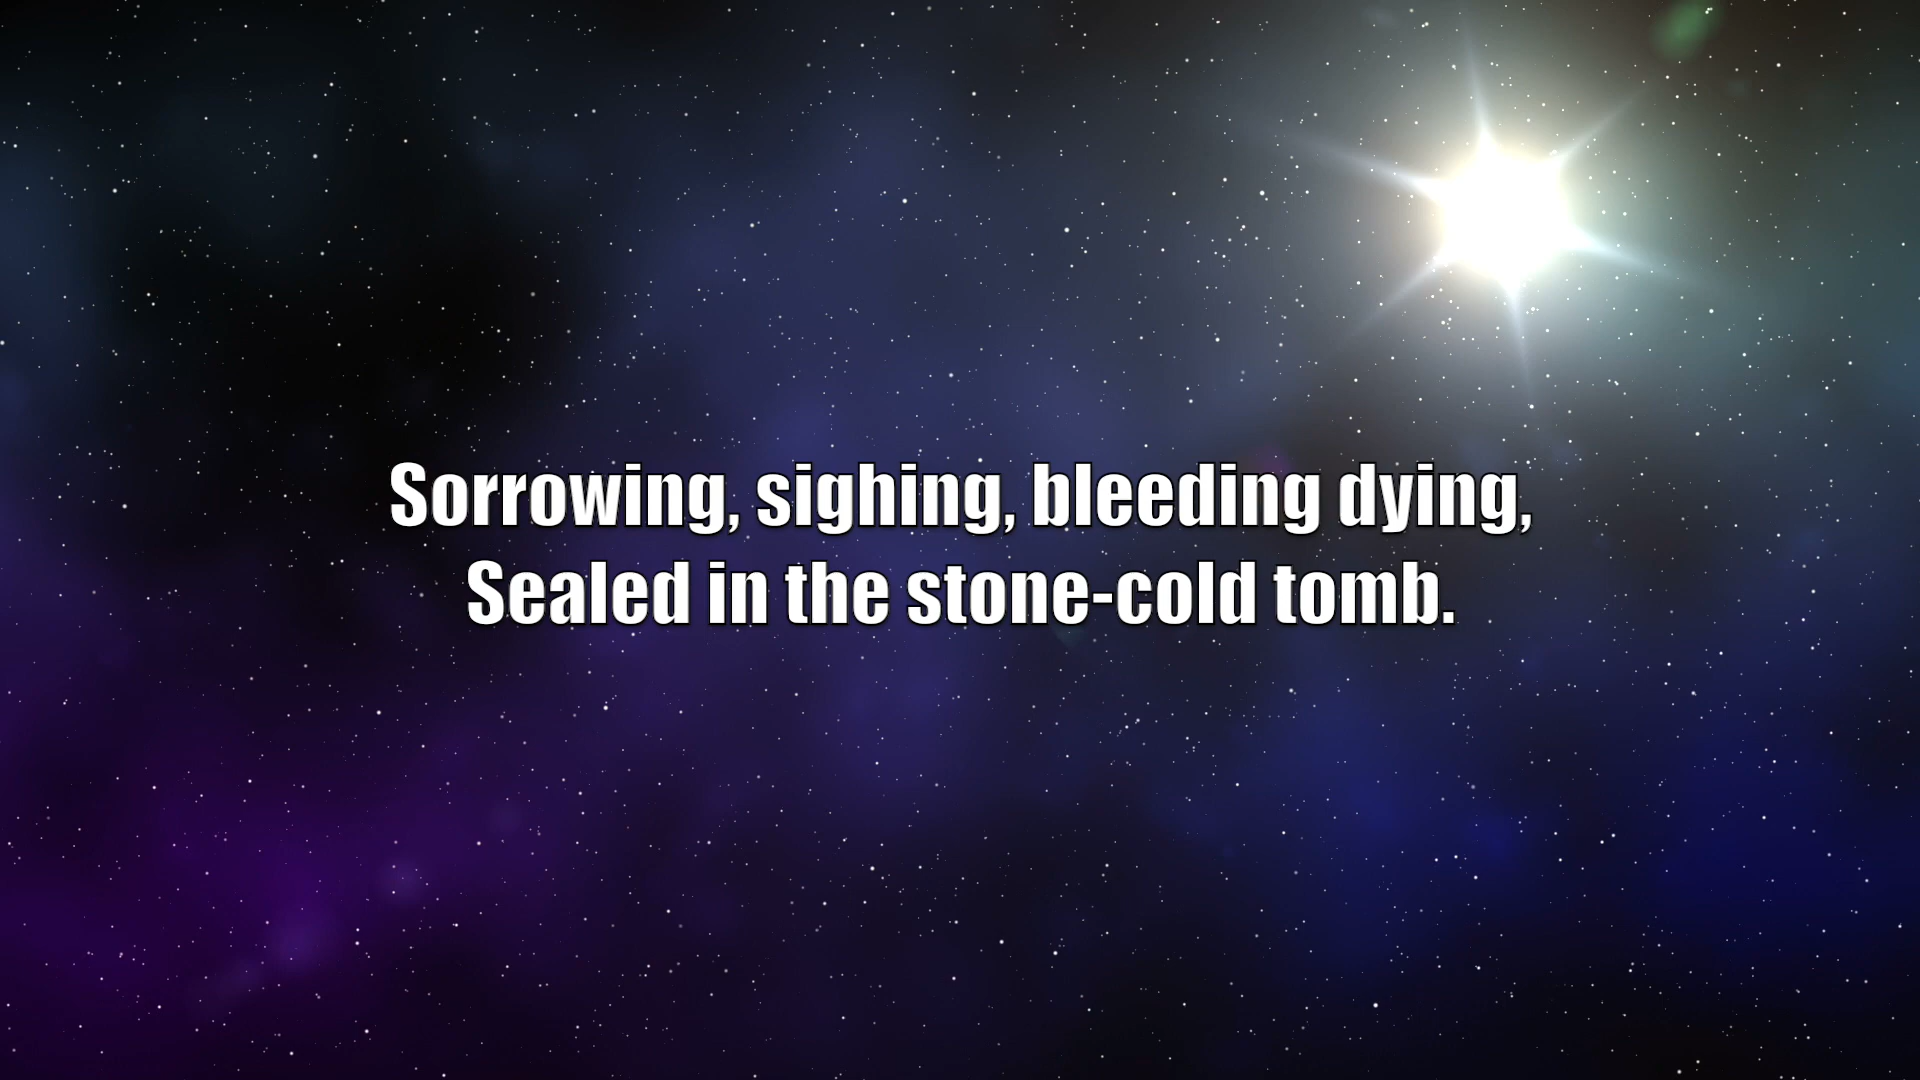 Sorrowing, sighing, bleeding dying,
Sealed in the stone-cold tomb.